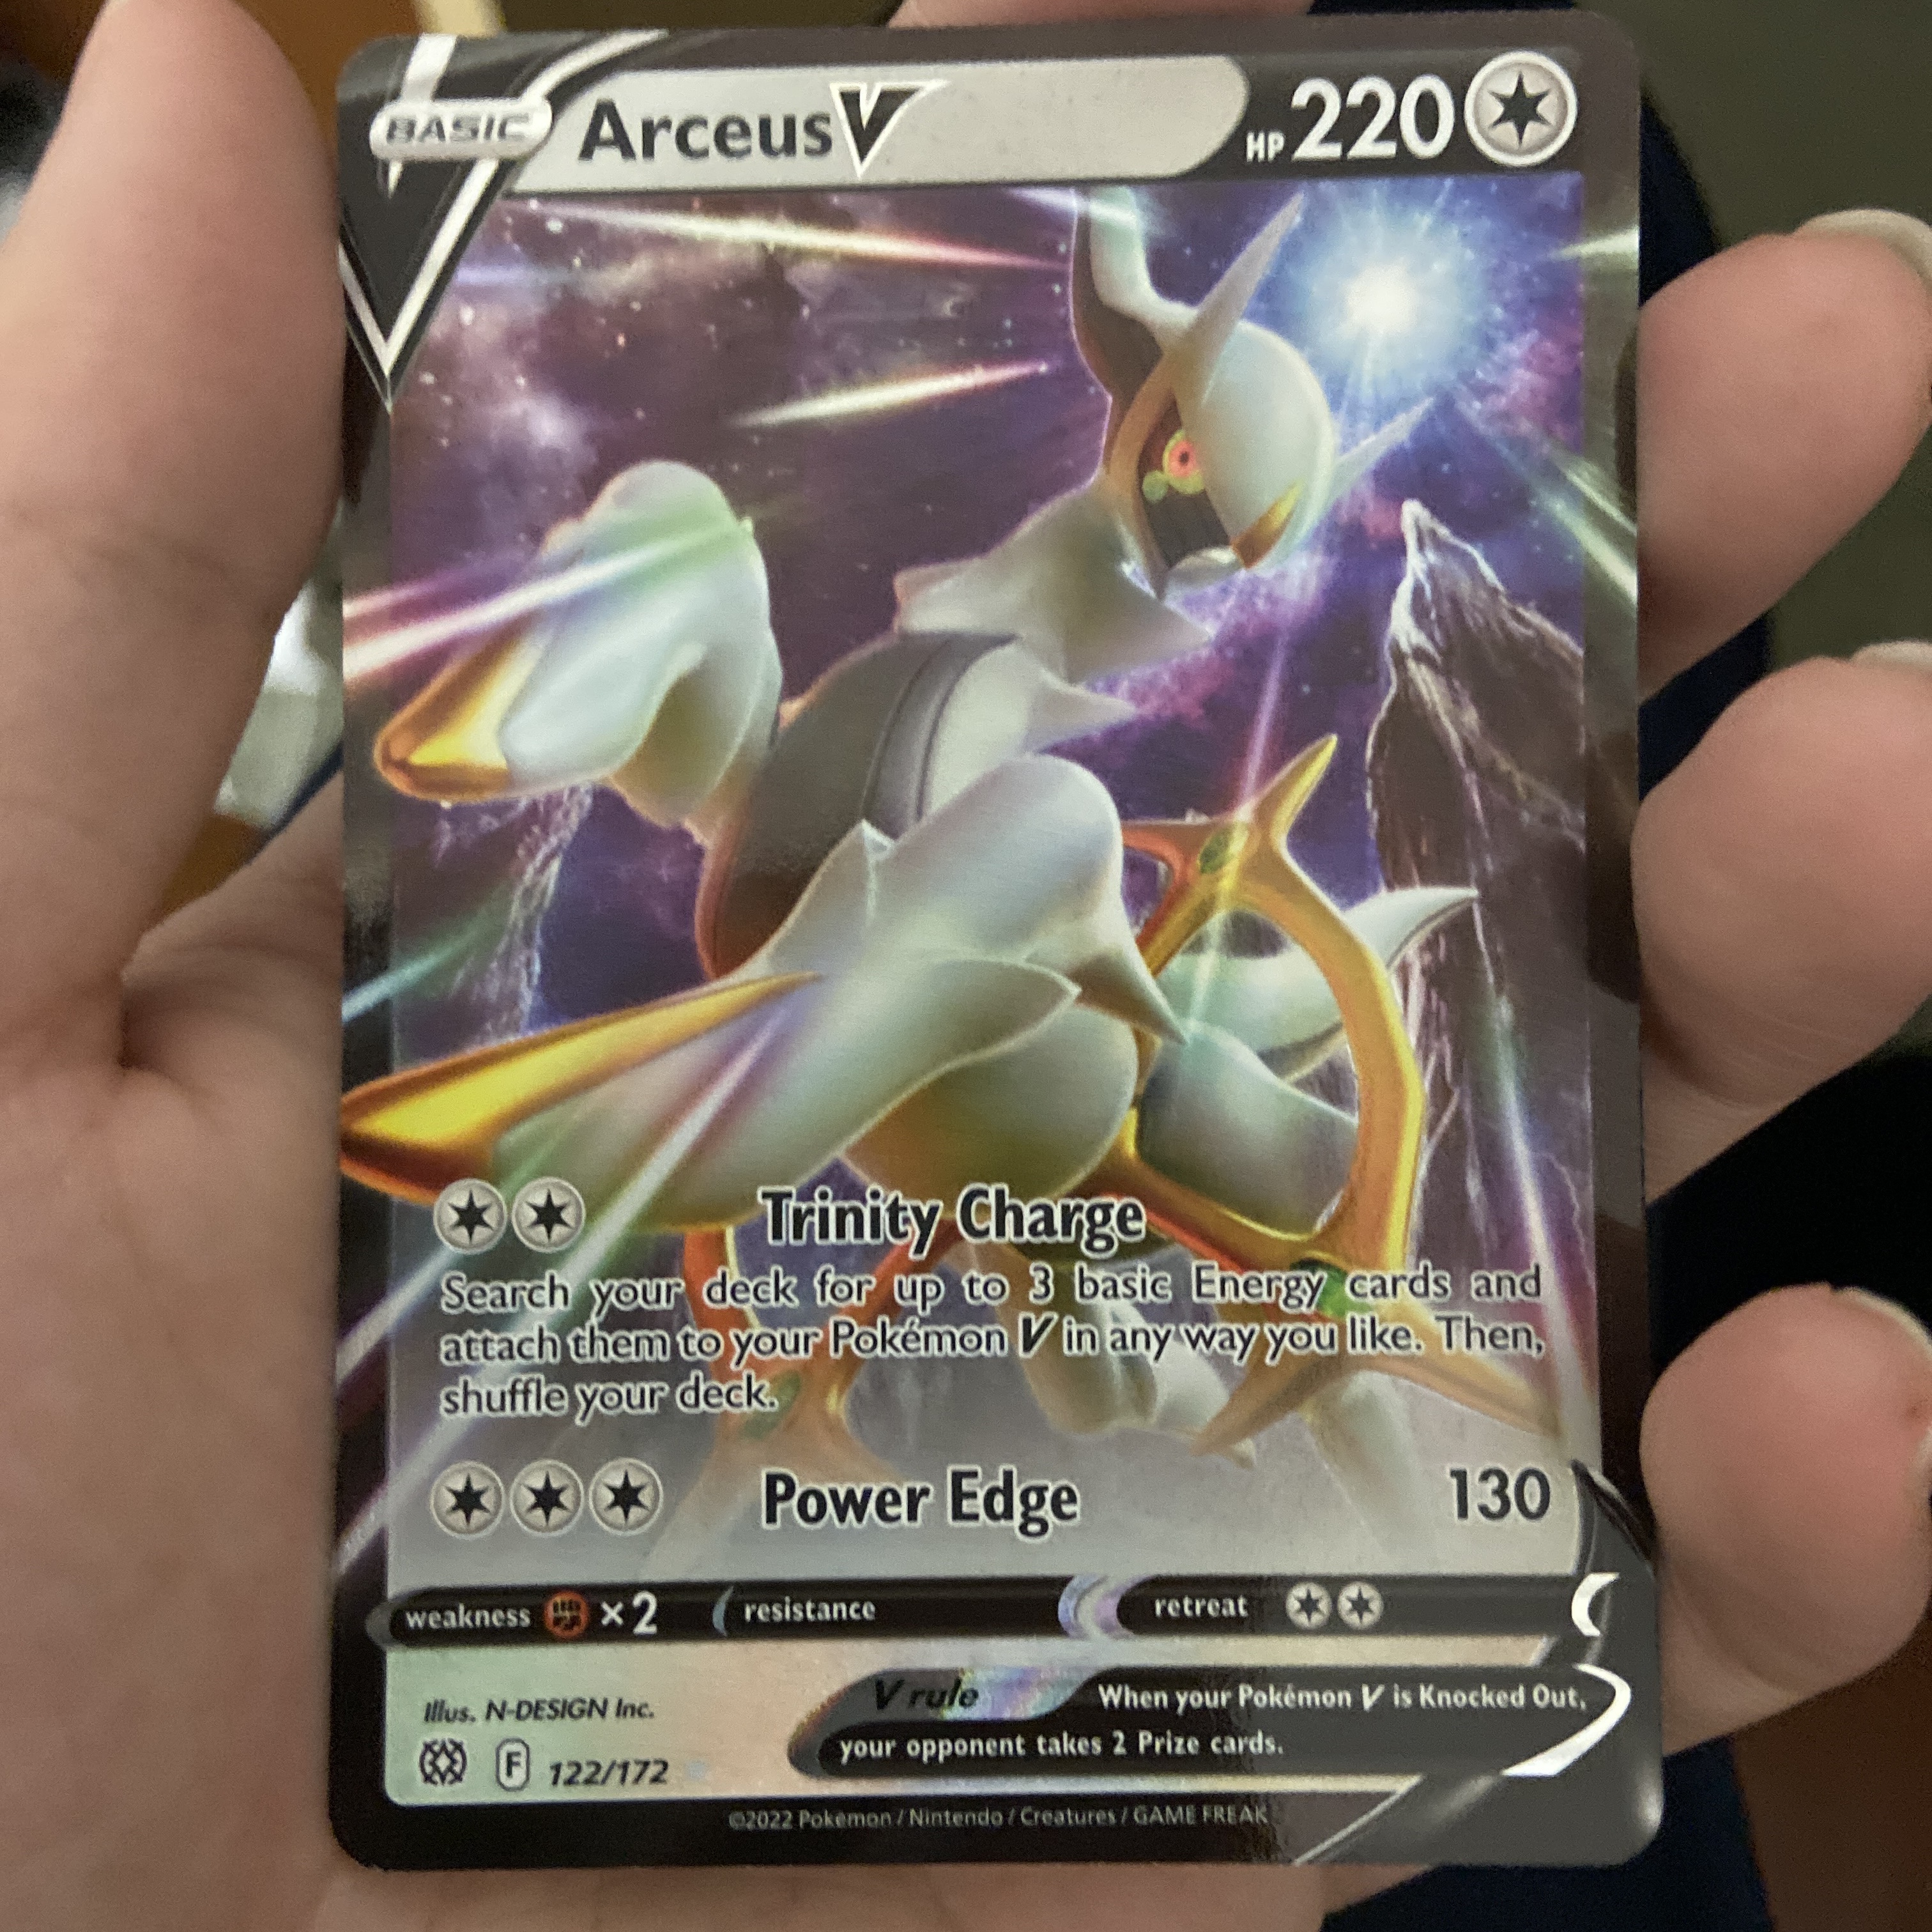 BASIC Arceus V HP 220
Trinity Charge
Search your deck for up to 3 basic Energy cards and
attach them to your Pokémon V in any way you like. Then,
shuffle your deck.
Power Edge 130
weakness ×2 resistance retreat
Illus. N-DESIGN Inc.
V rule When your Pokémon V is Knocked Out,
your opponent takes 2 Prize cards.
F 122/172
©2022 Pokémon / Nintendo / Creatures / GAME FREAK